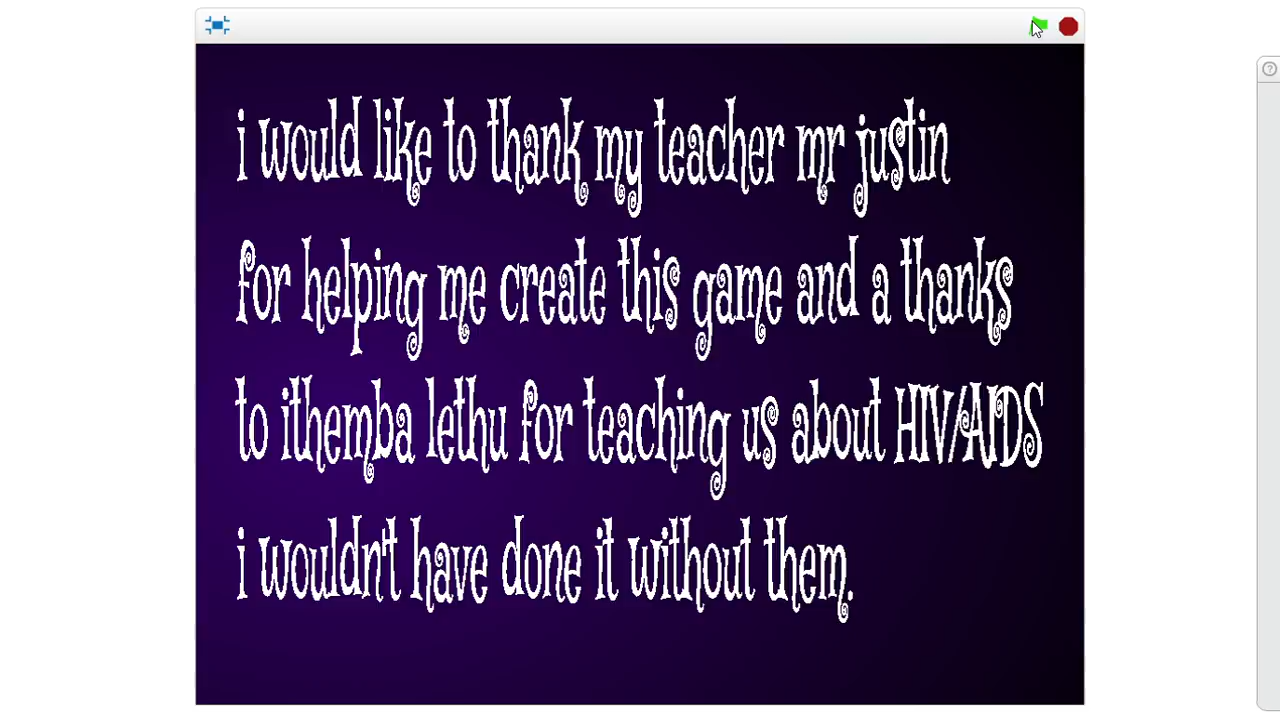 i would like to thank my teacher mr justin
for helping me create this game and a thanks
to ithemba lethu for teaching us about HIV/AIDS
i wouldn't have done it without them.